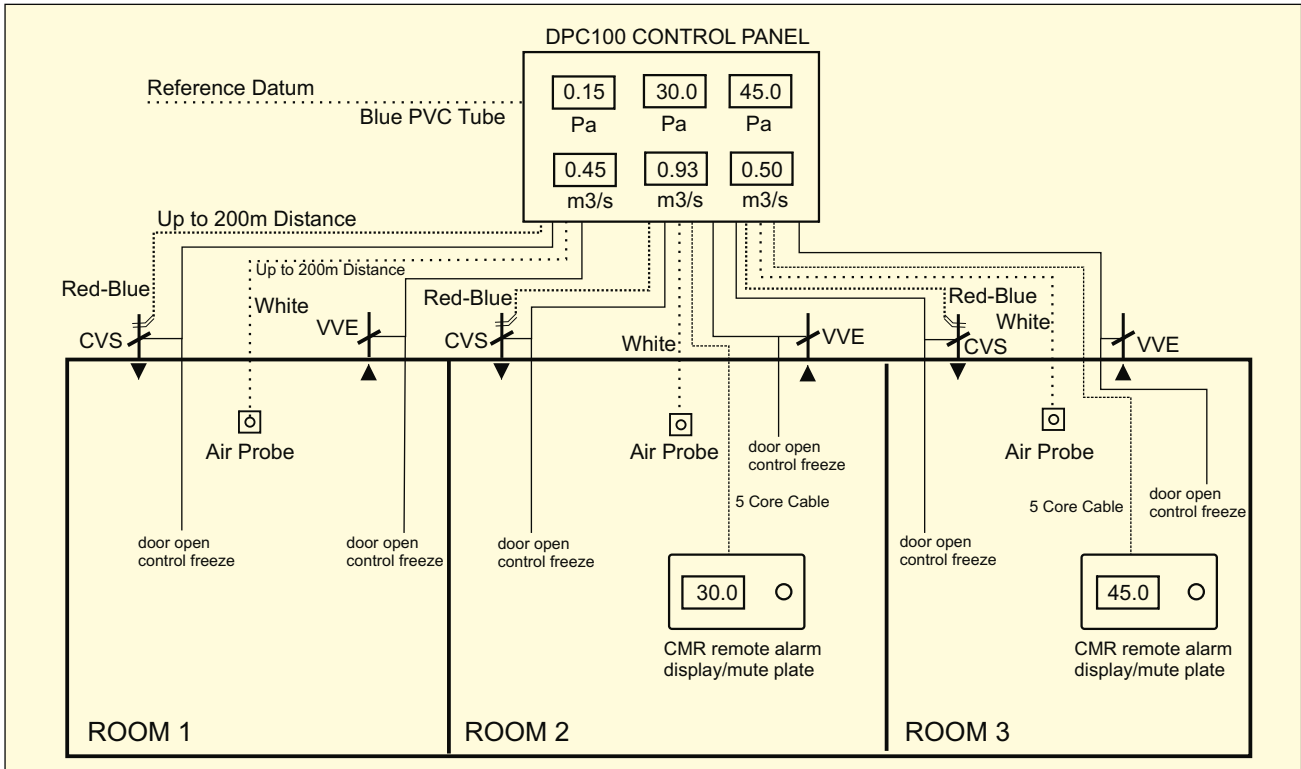 DPC100 CONTROL PANEL
Reference Datum
Blue PVC Tube
0.15
30.0
45.0
Pa
Pa
Pa
0.45
0.93
0.50
m3/s
m3/s
m3/s
Up to 200m Distance
Up to 200m Distance
Red-Blue
White
CVS
VVE
Red-Blue
CVS
White
VVE
Red-Blue
White
CVS
VVE
Air Probe
door open
control freeze
door open
control freeze
ROOM 1
Air Probe
door open
control freeze
5 Core Cable
door open
control freeze
30.0
CMR remote alarm
display/mute plate
ROOM 2
Air Probe
5 Core Cable
door open
control freeze
door open
control freeze
45.0
CMR remote alarm
display/mute plate
ROOM 3